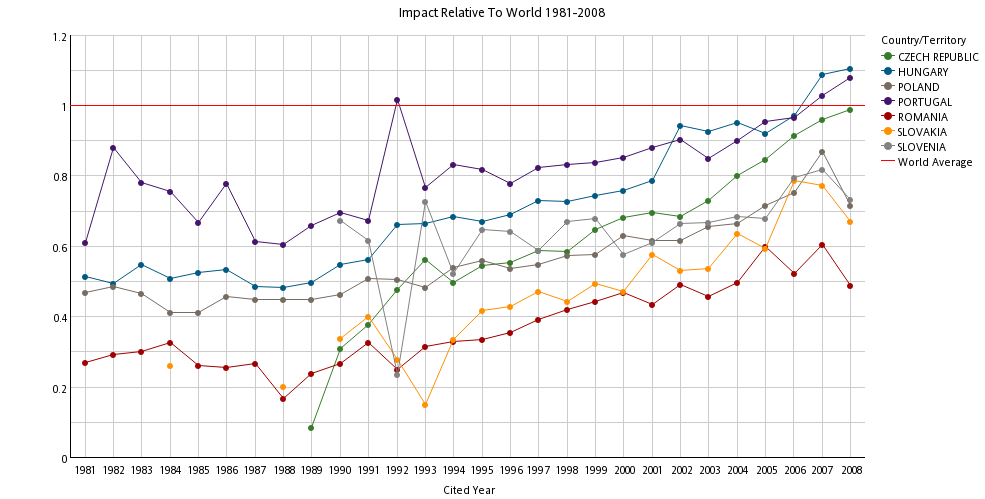 Impact Relative To World 1981-2008
Country/Territory
CZECH REPUBLIC
HUNGARY
POLAND
PORTUGAL
ROMANIA
SLOVAKIA
SLOVENIA
World Average
1.2
1
0.8
0.6
0.4
0.2
0
1981 1982 1983 1984 1985 1986 1987 1988 1989 1990 1991 1992 1993 1994 1995 1996 1997 1998 1999 2000 2001 2002 2003 2004 2005 2006 2007 2008
Cited Year